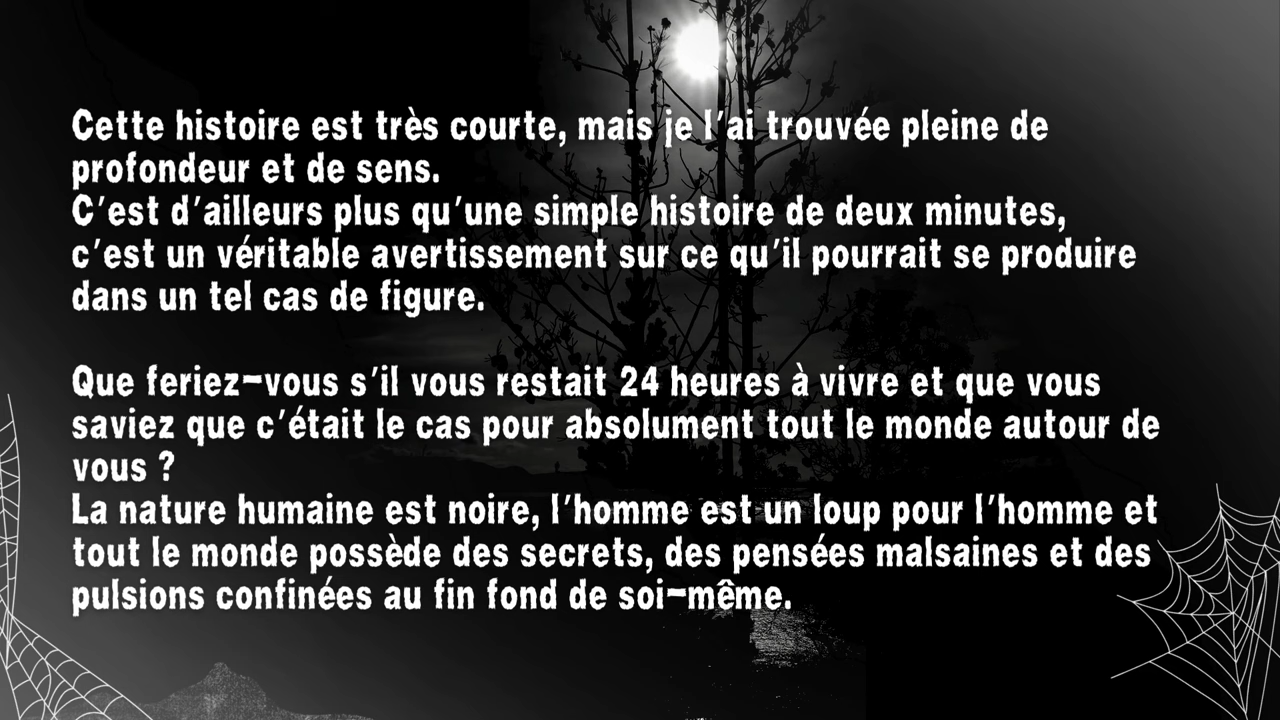 Cette histoire est très courte, mais je l'ai trouvée pleine de
profondeur et de sens.
C'est d'ailleurs plus qu'une simple histoire de deux minutes,
c'est un véritable avertissement sur ce qu'il pourrait se produire
dans un tel cas de figure.
Que feriez-vous s'il vous restait 24 heures à vivre et que vous
saviez que c'était le cas pour absolument tout le monde autour de
vous ?
La nature humaine est noire, l'homme est un loup pour l'homme et
tout le monde possède des secrets, des pensées malsaines et des
pulsions confinées au fin fond de soi-même.